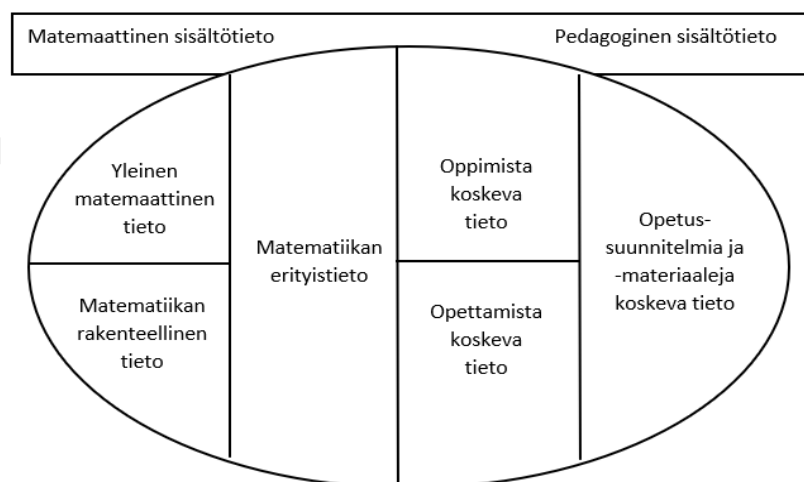 Matemaattinen sisältötieto
Pedagoginen sisältötieto
Yleinen
matemaattinen
tieto
Matematiikan
rakenteellinen
tieto
Matematiikan
erityistieto
Oppimista
koskeva
tieto
Opettamista
koskeva
tieto
Opetus-
suunnitelmia ja
-materiaaleja
koskeva tieto